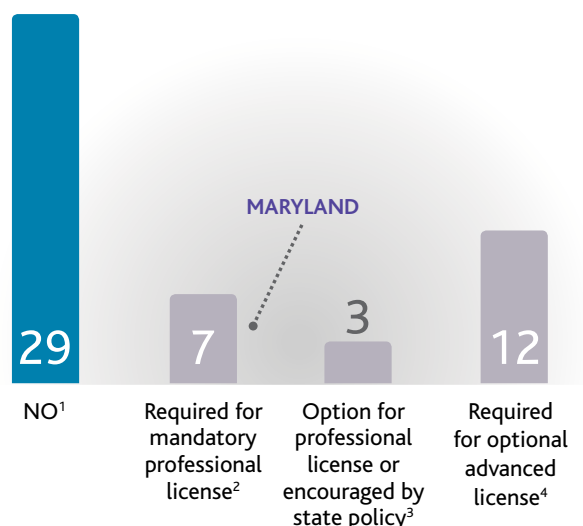 MARYLAND
29
7
3
12
NO¹
Required for
mandatory
professional
license²
Option for
professional
license or
encouraged by
state policy³
Required
for optional
advanced
license⁴